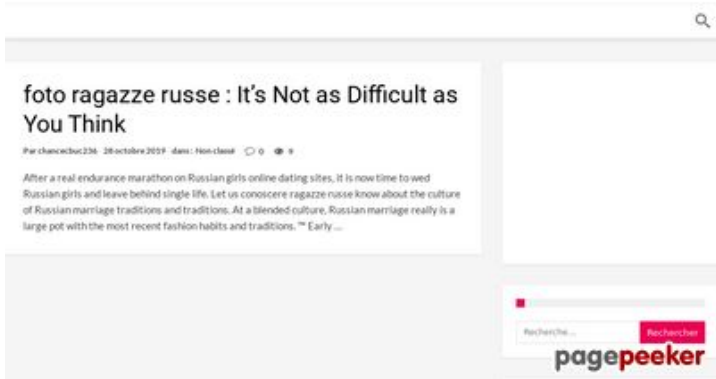 foto ragazze russe : It's Not as Difficult as
You Think
Par chancecbuc236 28 octobre 2019 dans : Non classé 0 9
After a real endurance marathon on Russian girls online dating sites, it is now time to wed
Russian girls and leave behind single life. Let us conoscere ragazze russe know about the culture
of Russian marriage traditions and traditions. At a blended culture, Russian marriage really is a
large pot with the most recent fashion habits and traditions. ™ Early ...
Recherche... Rechercher
pagepeeker